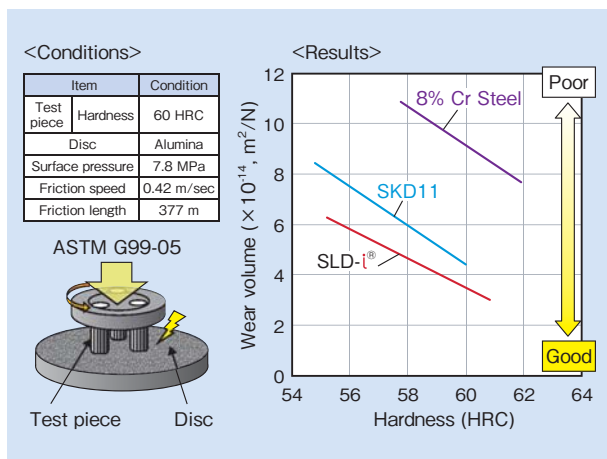 <Conditions>
Item Condition
Test piece Hardness 60 HRC
Disc Alumina
Surface pressure 7.8 MPa
Friction speed 0.42 m/sec
Friction length 377 m
ASTM G99-05
Test piece Disc
<Results>
Wear volume (×10⁻¹⁴, m²/N)
12
10
8
6
4
2
0
8% Cr Steel
SKD11
SLD-i®
54 56 58 60 62 64
Hardness (HRC)
Poor
Good